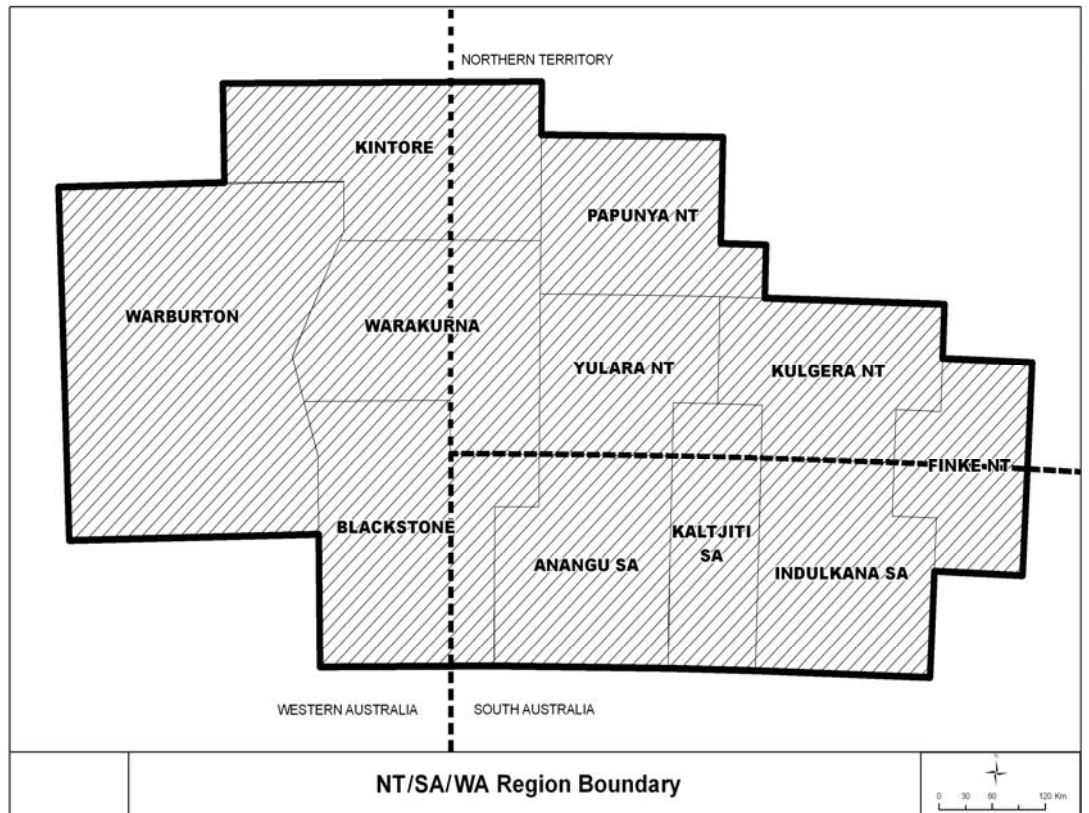 NORTHERN TERRITORY
KINTORE
PAPUNYA NT
WARBURTON
WARAKURNA
YULARA NT
KULGERA NT
FINKE NT
BLACKSTONE
KALTJITI
SA
ANANGU SA
INDULKANA SA
WESTERN AUSTRALIA
SOUTH AUSTRALIA
NT/SA/WA Region Boundary
N
0 30 60 120 Km